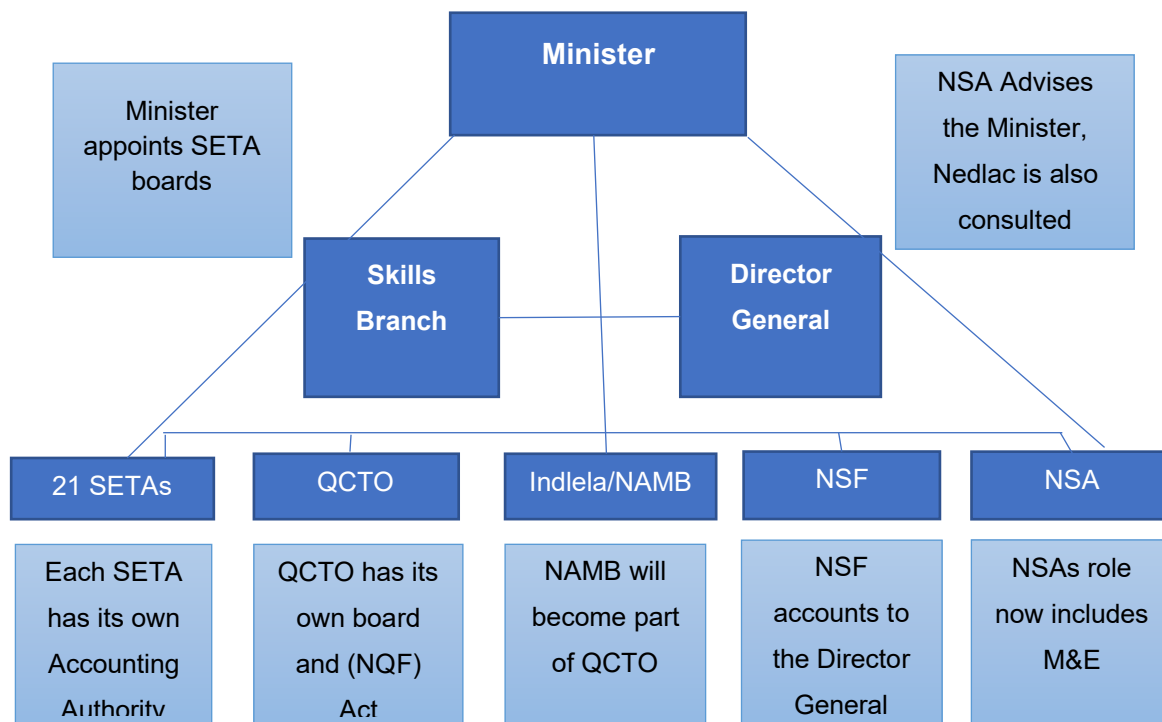 Minister
Minister
appoints SETA
boards
NSA Advises
the Minister,
Nedlac is also
consulted
Skills
Branch
Director
General
21 SETAs
QCTO
Indlela/NAMB
NSF
NSA
Each SETA
has its own
Accounting
Authority
QCTO has its
own board
and (NQF)
Act
NAMB will
become part
of QCTO
NSF
accounts to
the Director
General
NSAs role
now includes
M&E